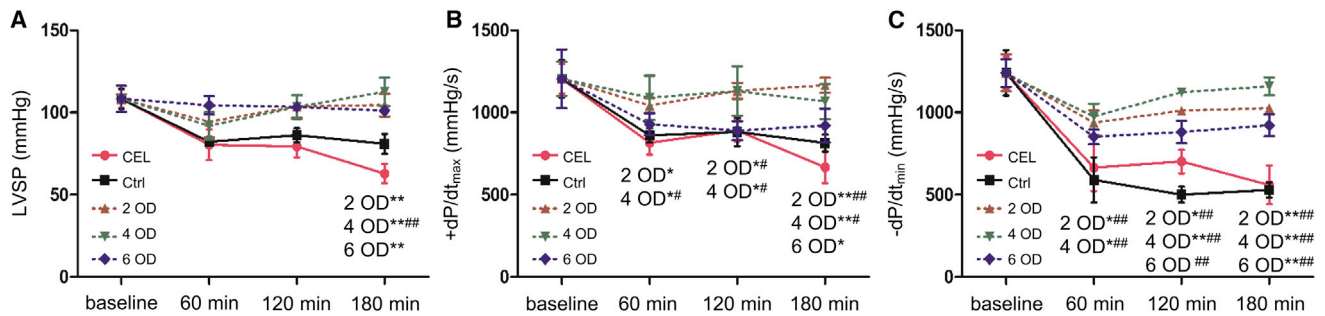 A
LVSP (mmHg)
150
100
50
0
CEL
Ctrl
2 OD
4 OD
6 OD
2 OD**
4 OD**##
6 OD**
baseline 60 min 120 min 180 min
B
+dP/dtmax (mmHg/s)
1500
1000
500
0
CEL
Ctrl
2 OD
4 OD
6 OD
2 OD*
4 OD*#
2 OD*#
4 OD*#
2 OD**##
4 OD**#
6 OD*
baseline 60 min 120 min 180 min
C
-dP/dtmin (mmHg/s)
1500
1000
500
0
CEL
Ctrl
2 OD
4 OD
6 OD
2 OD*##
4 OD*##
2 OD*##
4 OD**##
6 OD ##
2 OD**##
4 OD**##
6 OD**##
baseline 60 min 120 min 180 min